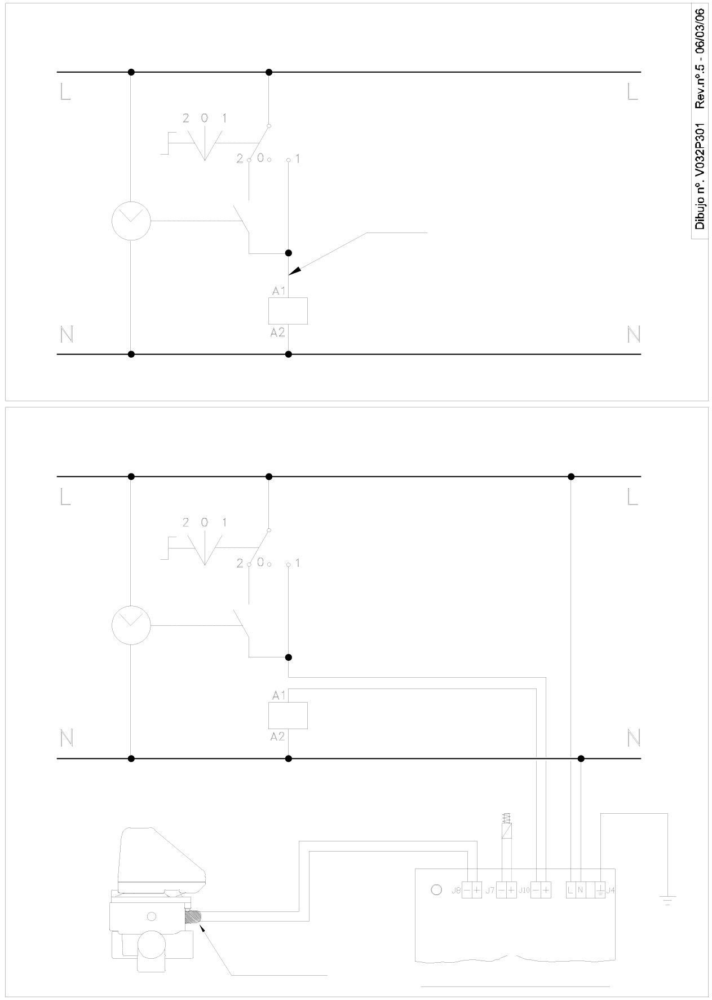 Dibujo nº. V032P301 Rev.nº.5 - 06/03/06
L L
2 0 1
2 0 1
A1
A2
N N
L L
2 0 1
2 0 1
A1
A2
N N
J8 - + J7 - + J10 - + L N J4